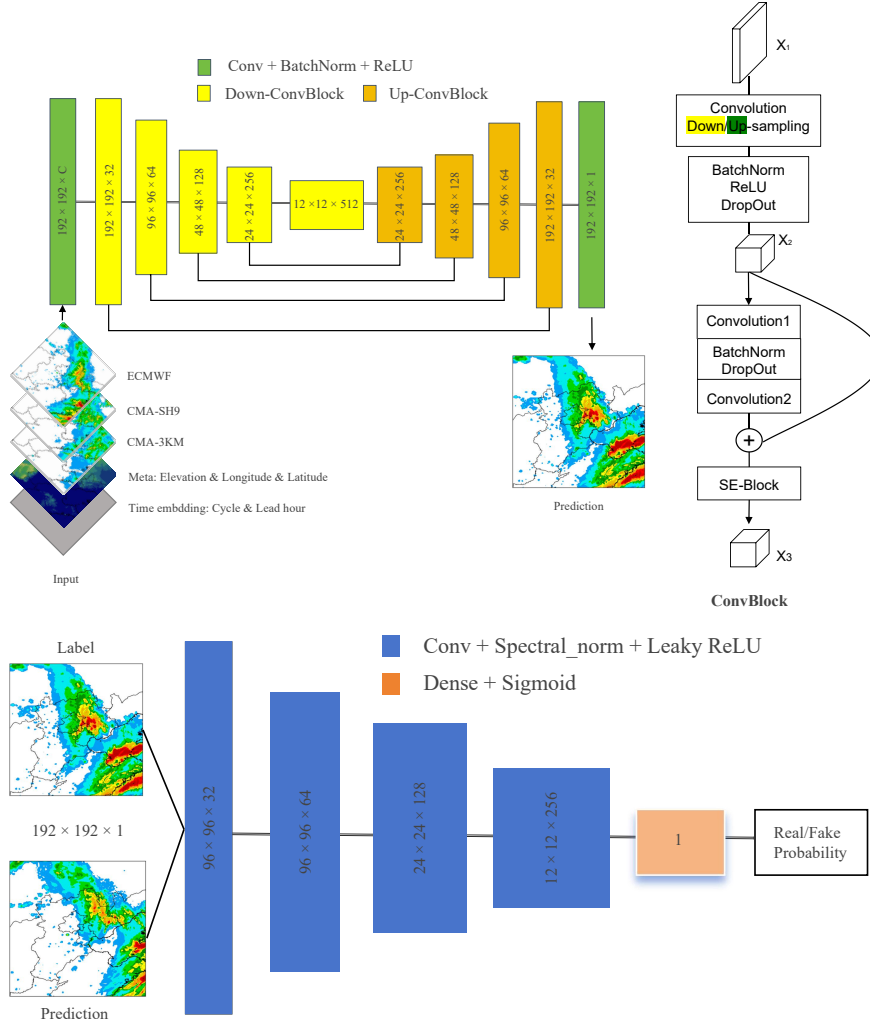 Conv + BatchNorm + ReLU
Down-ConvBlock
Up-ConvBlock
192 × 192 × C
192 × 192 × 32
96 × 96 × 64
48 × 48 × 128
24 × 24 × 256
12 ×12 × 512
24 × 24 × 256
48 × 48 × 128
96 × 96 × 64
192 × 192 × 32
192 × 192 × 1
ECMWF
CMA-SH9
CMA-3KM
Meta: Elevation & Longitude & Latitude
Time embdding: Cycle & Lead hour
Input
Prediction
X1
Convolution
Down/Up-sampling
BatchNorm
ReLU
DropOut
X2
Convolution1
BatchNorm
DropOut
Convolution2
+
SE-Block
X3
ConvBlock
Label
192 × 192 × 1
Prediction
Conv + Spectral_norm + Leaky ReLU
Dense + Sigmoid
96 × 96 × 32
96 × 96 × 64
24 × 24 × 128
12 × 12 × 256
1
Real/Fake
Probability